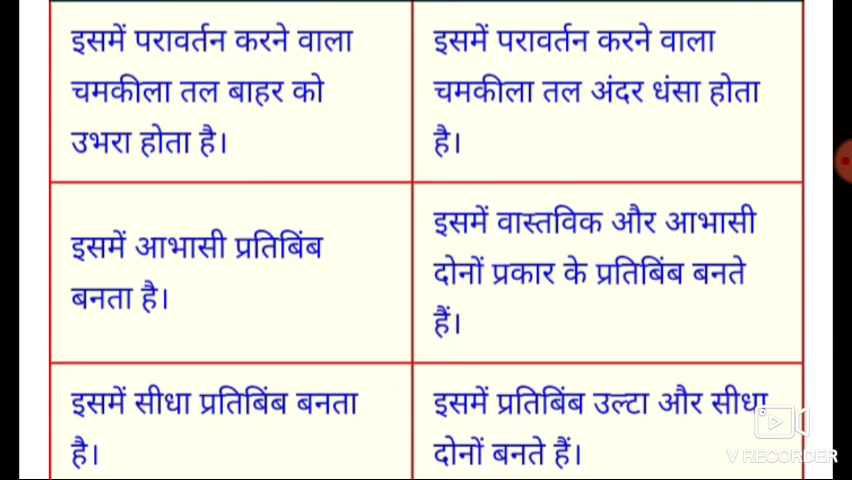 इसमें परावर्तन करने वाला
चमकीला तल बाहर को
उभरा होता है।
इसमें परावर्तन करने वाला
चमकीला तल अंदर धंसा होता
है।
इसमें आभासी प्रतिबिंब
बनता है।
इसमें वास्तविक और आभासी
दोनों प्रकार के प्रतिबिंब बनते
हैं।
इसमें सीधा प्रतिबिंब बनता
है।
इसमें प्रतिबिंब उल्टा और सीधा
दोनों बनते हैं।
V RECORDER